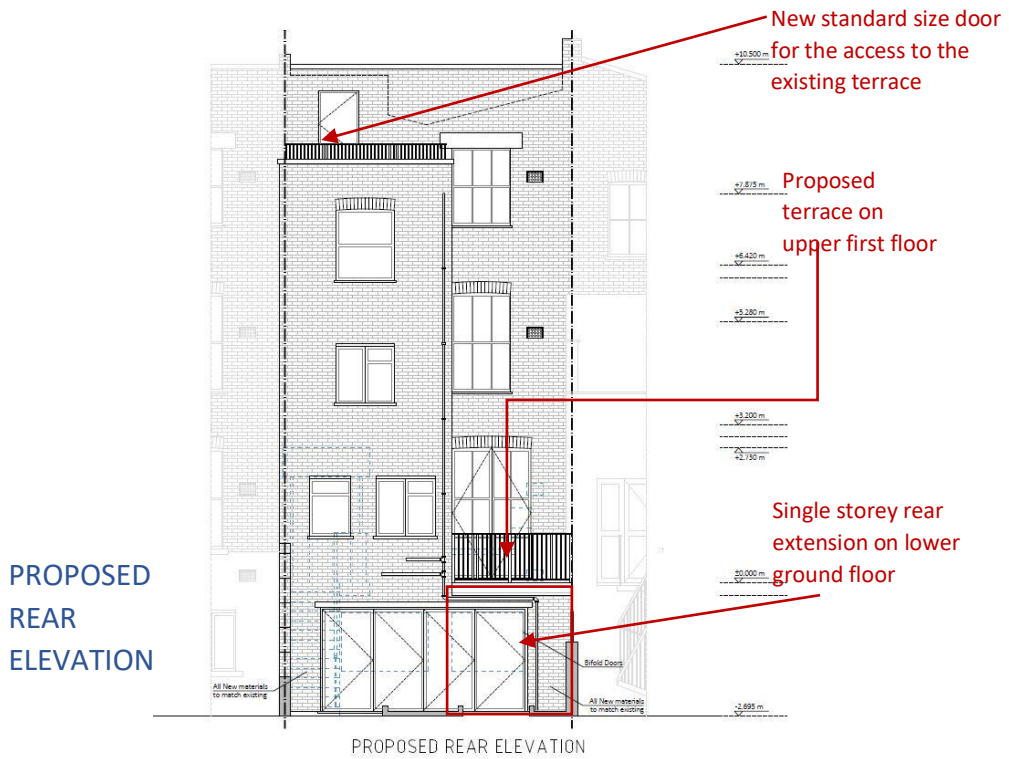 New standard size door
for the access to the
existing terrace
+10.500 m
+7.875 m
Proposed
terrace on
upper first floor
+6.420 m
+5.280 m
+3.200 m
+2.730 m
Single storey rear
extension on lower
ground floor
±0.000 m
PROPOSED
REAR
ELEVATION
Bifold Doors
All New materials
to match existing
All New materials
to match existing
-2.695 m
PROPOSED REAR ELEVATION